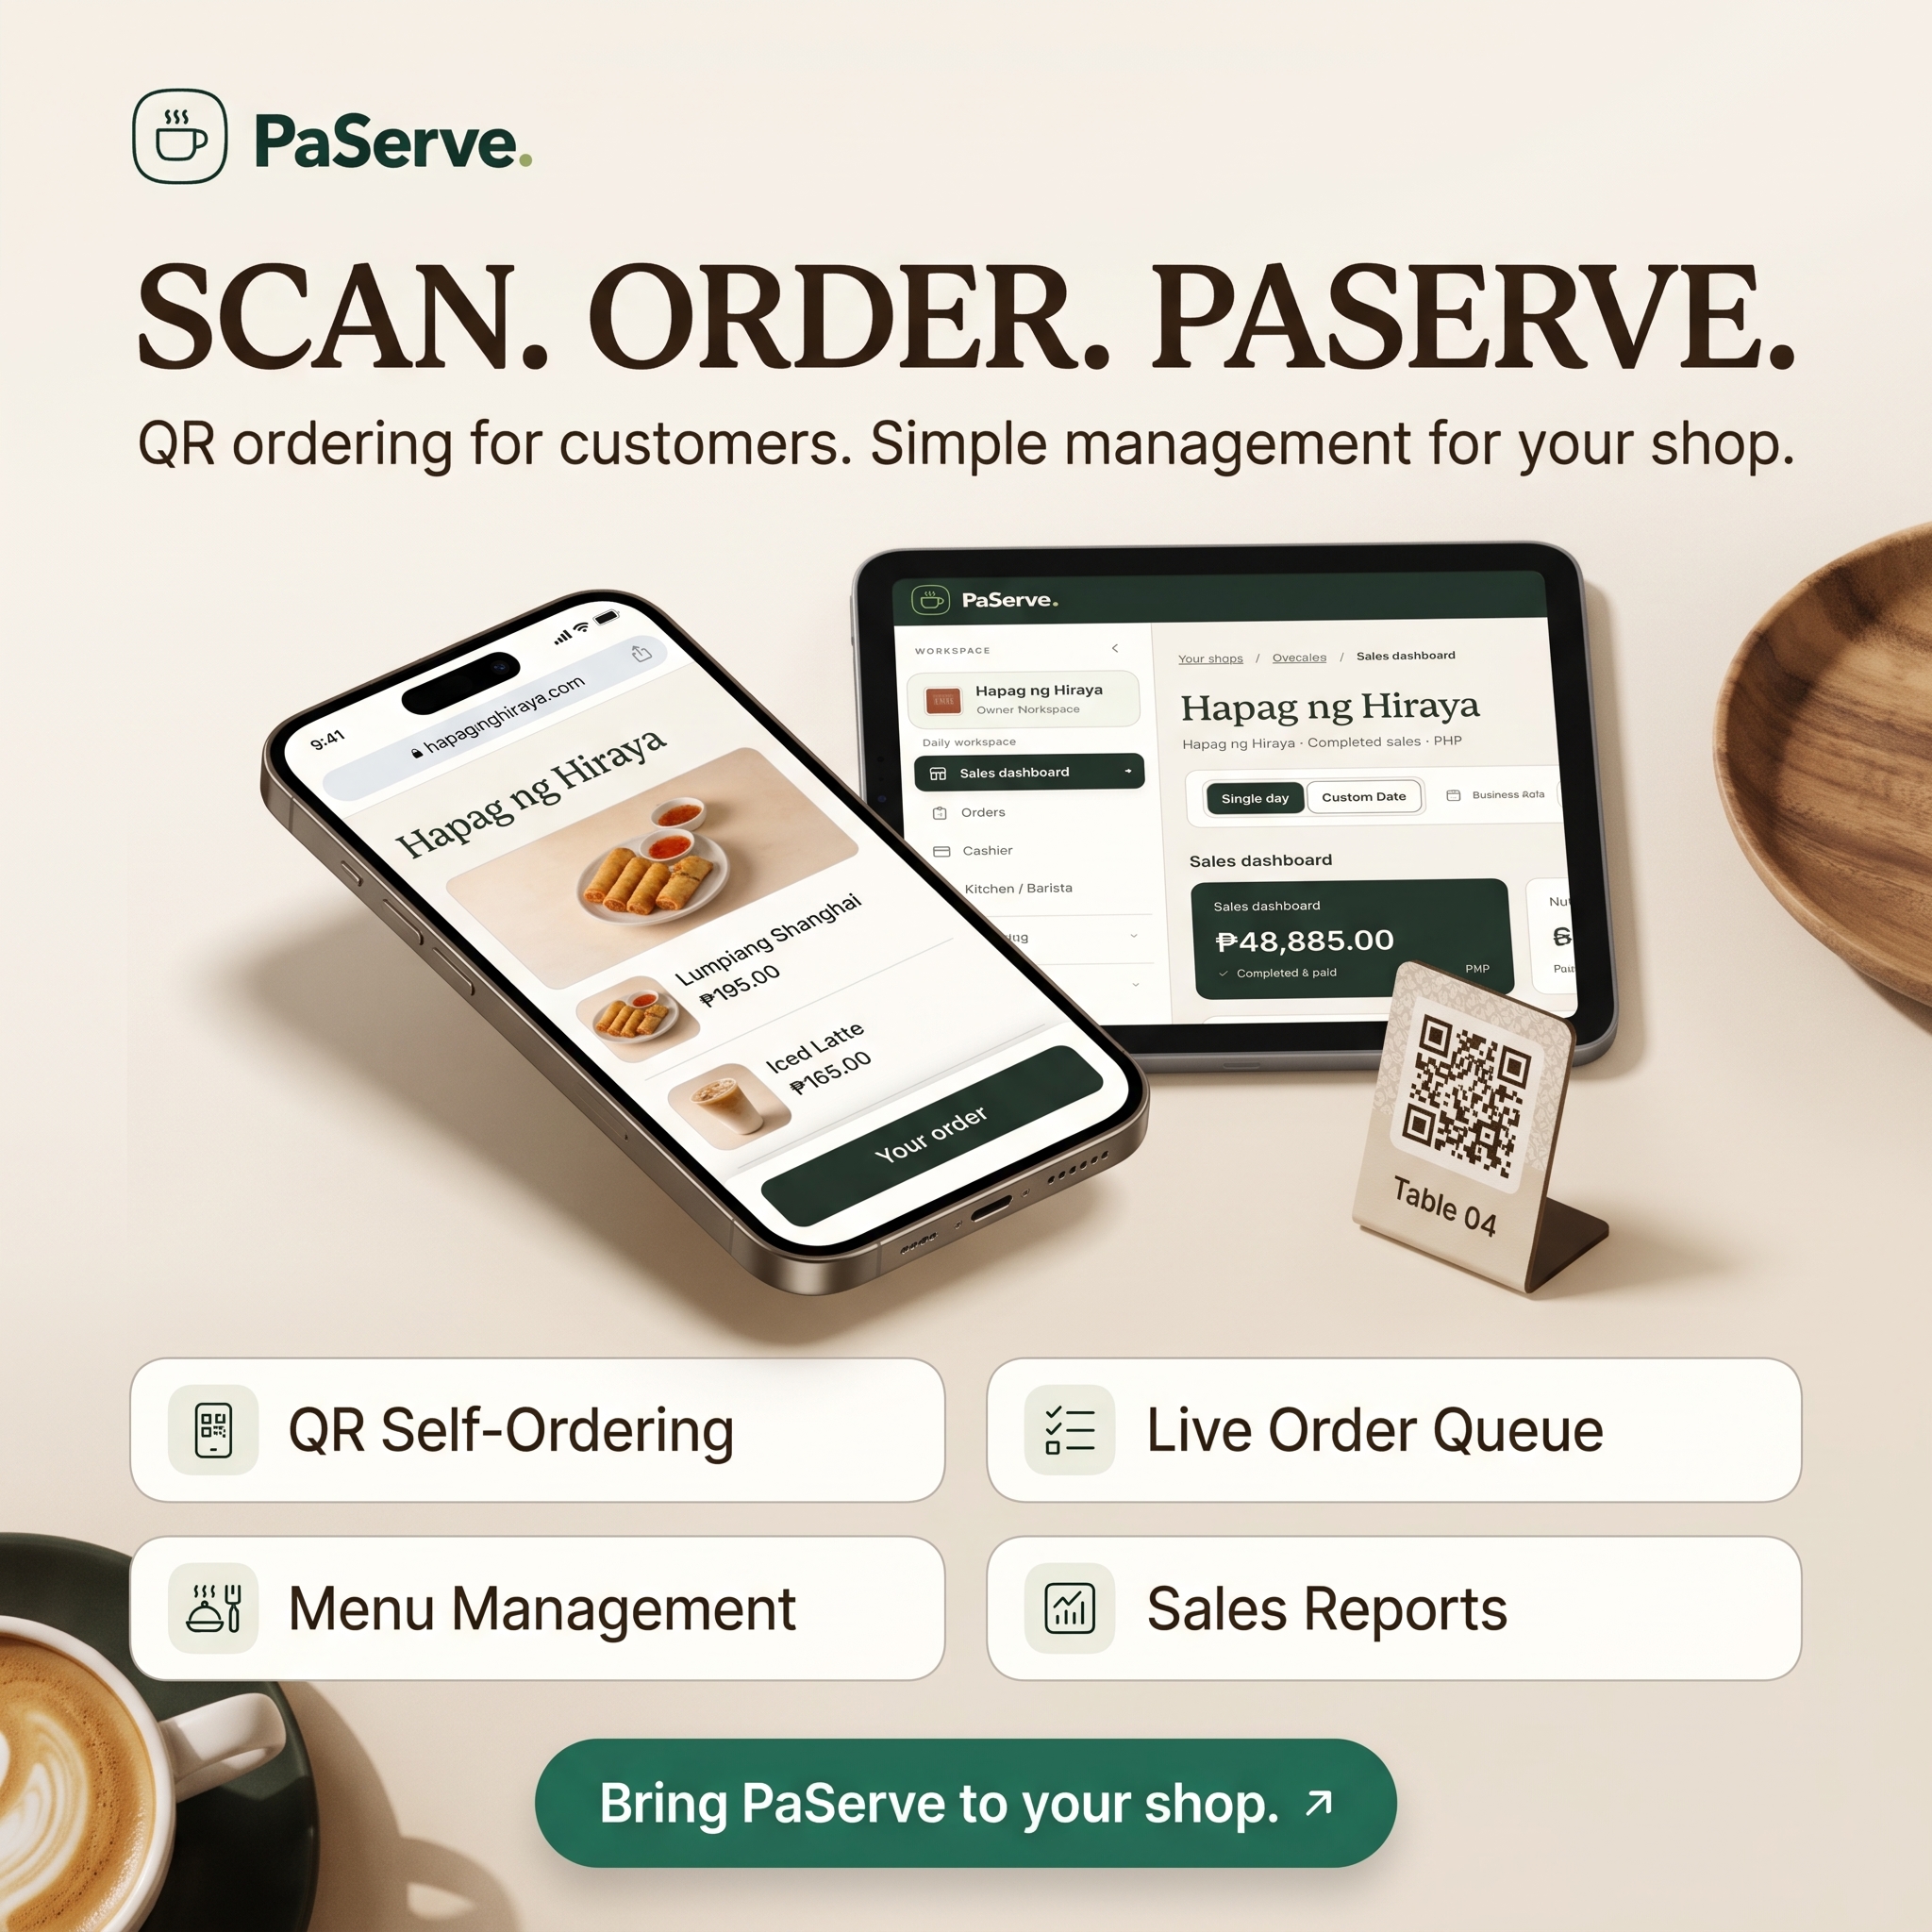 PaServe.
SCAN. ORDER. PASERVE.
QR ordering for customers. Simple management for your shop.
9:41
hapagnghiraya.com
Hapag ng Hiraya
Lumpiang Shanghai
₱195.00
Iced Latte
₱165.00
Your order
PaServe.
WORKSPACE
Hapag ng Hiraya
Owner Norkspace
Daily workspace
Sales dashboard
Orders
Cashier
Kitchen / Barista
Your shops / Ovecales / Sales dashboard
Hapag ng Hiraya
Hapag ng Hiraya · Completed sales · PHP
Single day
Custom Date
Business
Sales dashboard
Sales dashboard
₱48,885.00
Completed & paid
PMP
Table 04
QR Self-Ordering
Live Order Queue
Menu Management
Sales Reports
Bring PaServe to your shop.